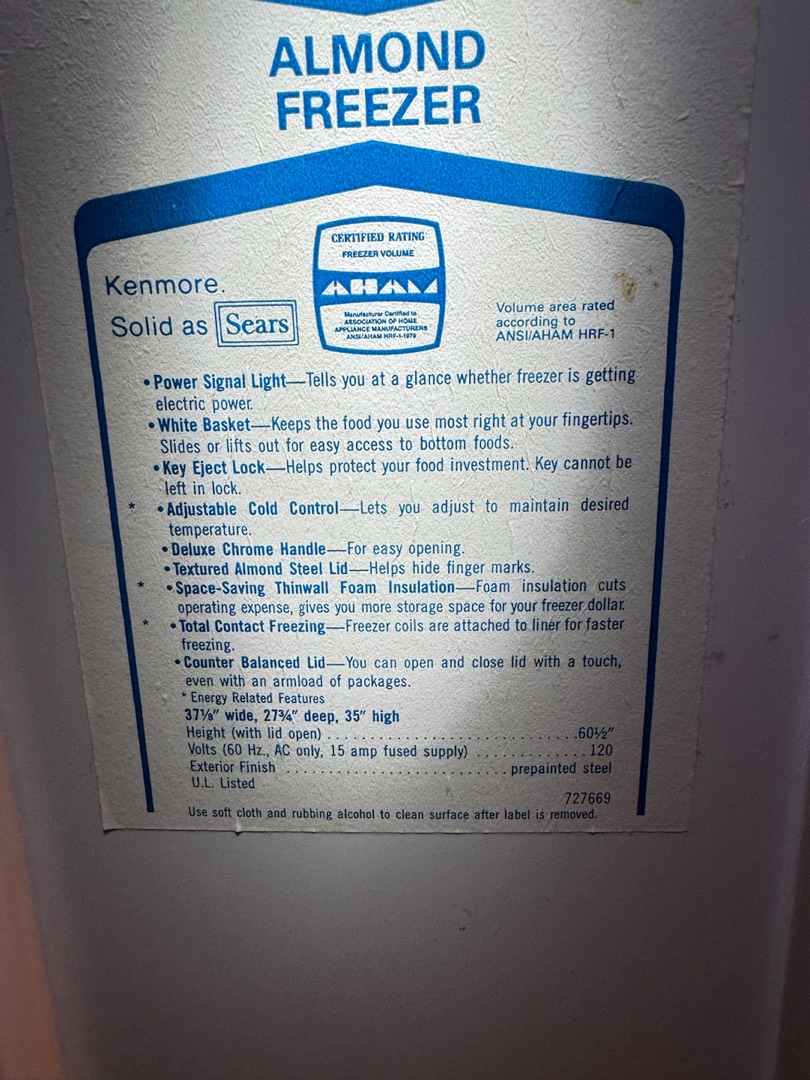 ALMOND
FREEZER
CERTIFIED RATING
FREEZER VOLUME
AHAM
Manufacturer Certified to
ASSOCIATION OF HOME
APPLIANCE MANUFACTURERS
ANSI/AHAM HRF-1-1979
Kenmore.
Solid as Sears
Volume area rated
according to
ANSI/AHAM HRF-1
• Power Signal Light—Tells you at a glance whether freezer is getting
electric power.
• White Basket—Keeps the food you use most right at your fingertips.
Slides or lifts out for easy access to bottom foods.
• Key Eject Lock—Helps protect your food investment. Key cannot be
left in lock.
* • Adjustable Cold Control—Lets you adjust to maintain desired
temperature.
• Deluxe Chrome Handle—For easy opening.
• Textured Almond Steel Lid—Helps hide finger marks.
* • Space-Saving Thinwall Foam Insulation—Foam insulation cuts
operating expense, gives you more storage space for your freezer dollar.
* • Total Contact Freezing—Freezer coils are attached to liner for faster
freezing.
• Counter Balanced Lid—You can open and close lid with a touch,
even with an armload of packages.
* Energy Related Features
37⅛" wide, 27¾" deep, 35" high
Height (with lid open) . . . . . . . . . . . . . . . . . . . . . . . . . . . . 60½"
Volts (60 Hz., AC only, 15 amp fused supply) . . . . . . . . . . . . 120
Exterior Finish . . . . . . . . . . . . . . . . . . . . . . . . prepainted steel
U.L. Listed
727669
Use soft cloth and rubbing alcohol to clean surface after label is removed.